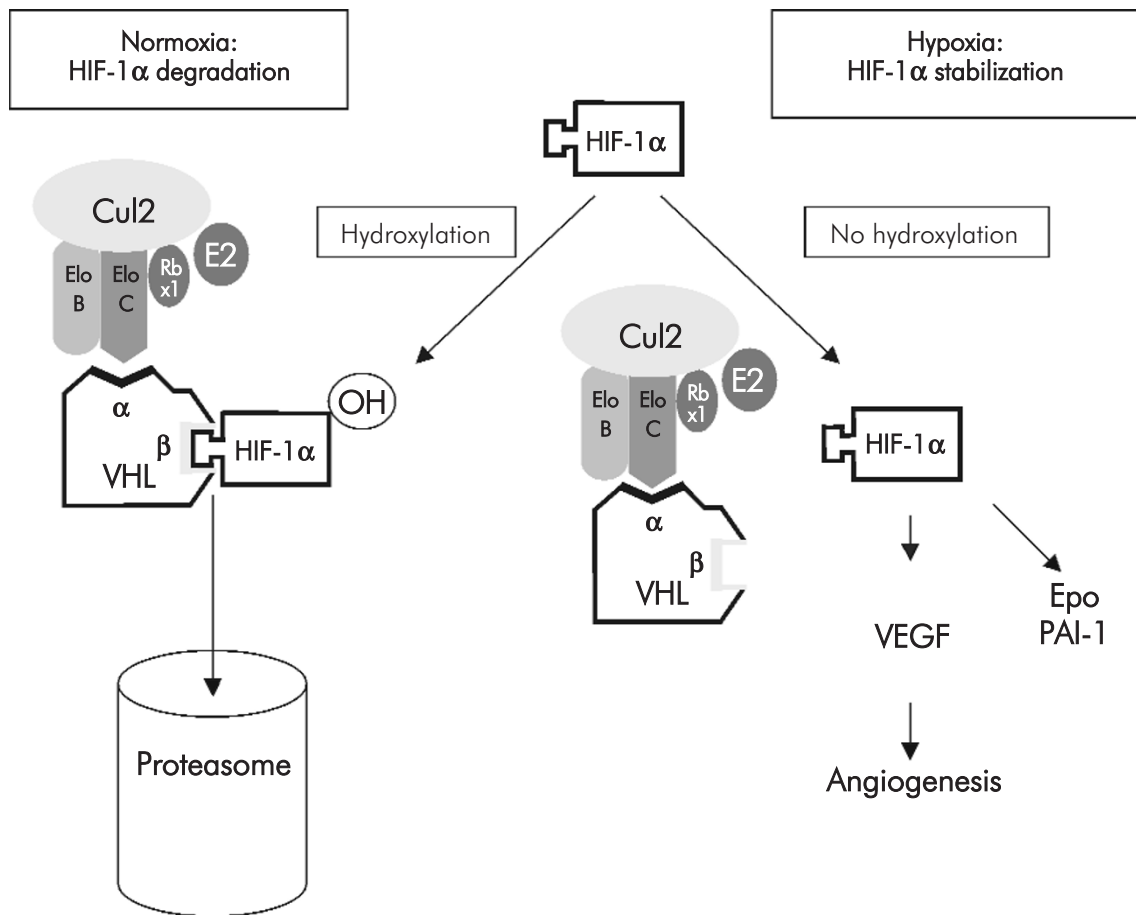 Normoxia:
HIF-1α degradation
Hypoxia:
HIF-1α stabilization
HIF-1α
Hydroxylation
No hydroxylation
Cul2
E2
Elo
B
Elo
C
Rb
x1
α
β
VHL
HIF-1α
OH
Proteasome
Cul2
E2
Elo
B
Elo
C
Rb
x1
α
β
VHL
HIF-1α
VEGF
Epo
PAI-1
Angiogenesis